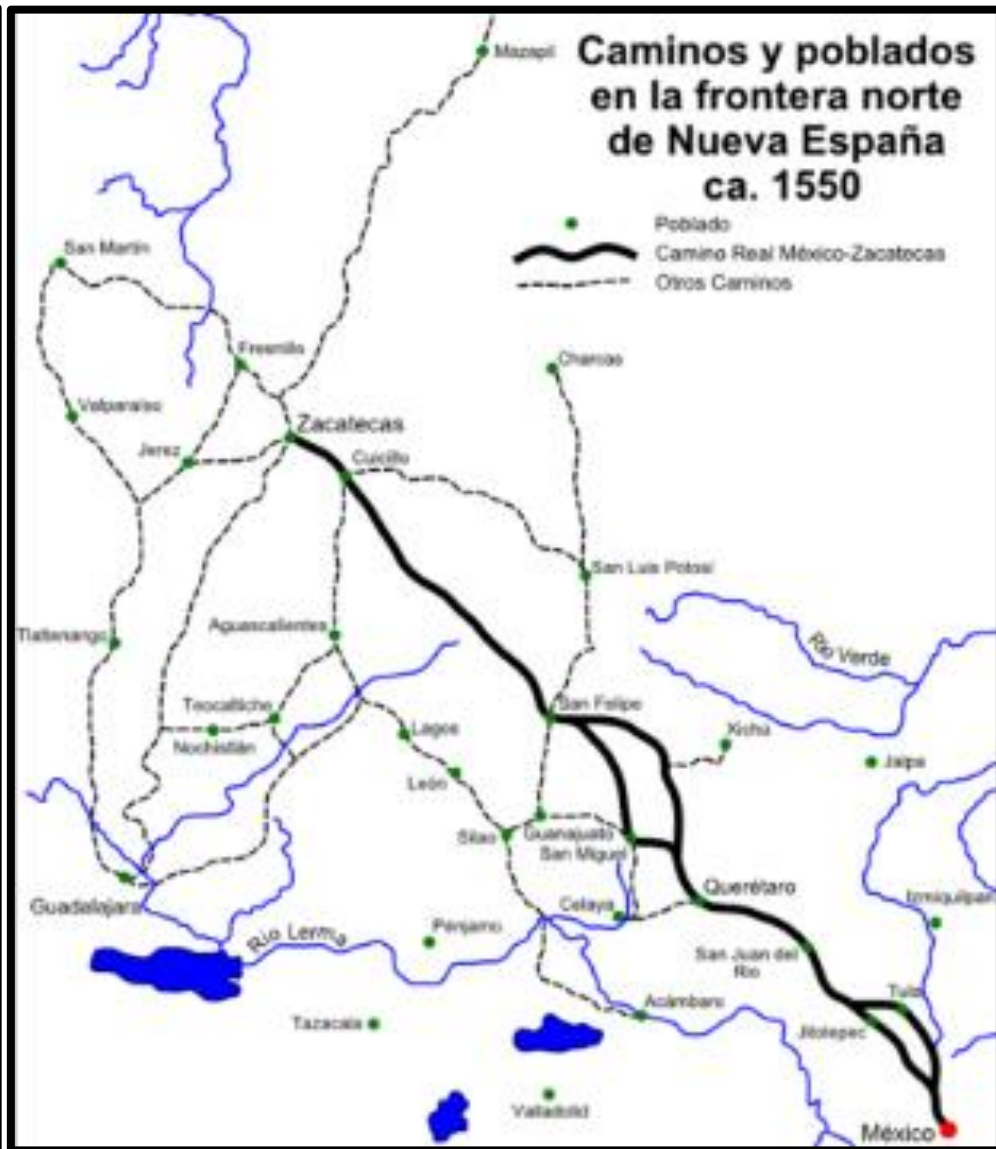 Caminos y poblados
en la frontera norte
de Nueva España
ca. 1550
Poblado
Camino Real México-Zacatecas
Otros Caminos
Mazapil
San Martín
Fresnillo
Charcas
Valparaíso
Zacatecas
Jerez
Cuicillo
San Luis Potosí
Aguascalientes
Tlaltenango
Río Verde
Teocaltiche
San Felipe
Nochistlán
Lagos
Xichú
Jalpa
León
Silao
Guanajuato
San Miguel
Querétaro
Guadalajara
Celaya
Izmiquilpan
Río Lerma
Pénjamo
San Juan del
Río
Tula
Acámbaro
Tazacala
Jilotepec
Valladolid
México